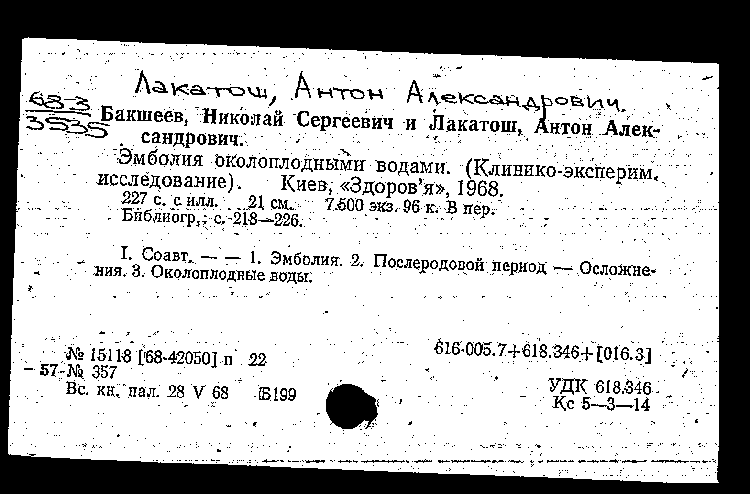 Лакатош, Антон Александрович.
68-3
3535
Бакшеев, Николай Сергеевич и Лакатош, Антон Алек-
сандрович.
Эмболия околоплодными водами. (Клинико-эксперим.
исследование). Киев, «Здоров’я», 1968.
227 с. с илл. 21 см. 7.600 экз. 96 к. В пер.
Библиогр.: с. 218—226.
I. Соавт. — — 1. Эмболия. 2. Послеродовой период — Осложне-
ния. 3. Околоплодные воды.
616-005.7+618.346+[016.3]
№ 15118 [68-42050] п 22
— 57-№ 357
УДК 618.346
Вс. кн. пал. 28 V 68 Б199
Кс 5—3—14